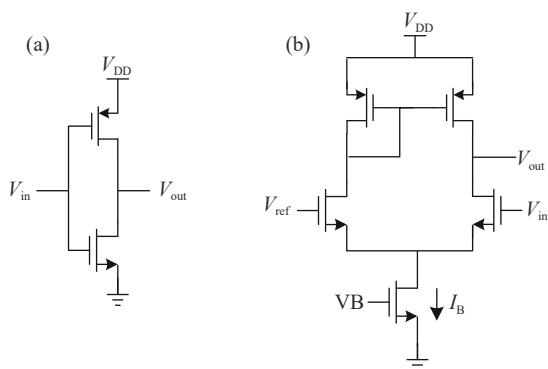 (a)
V_DD
V_in
V_out
(b)
V_DD
V_out
V_ref
V_in
VB
I_B